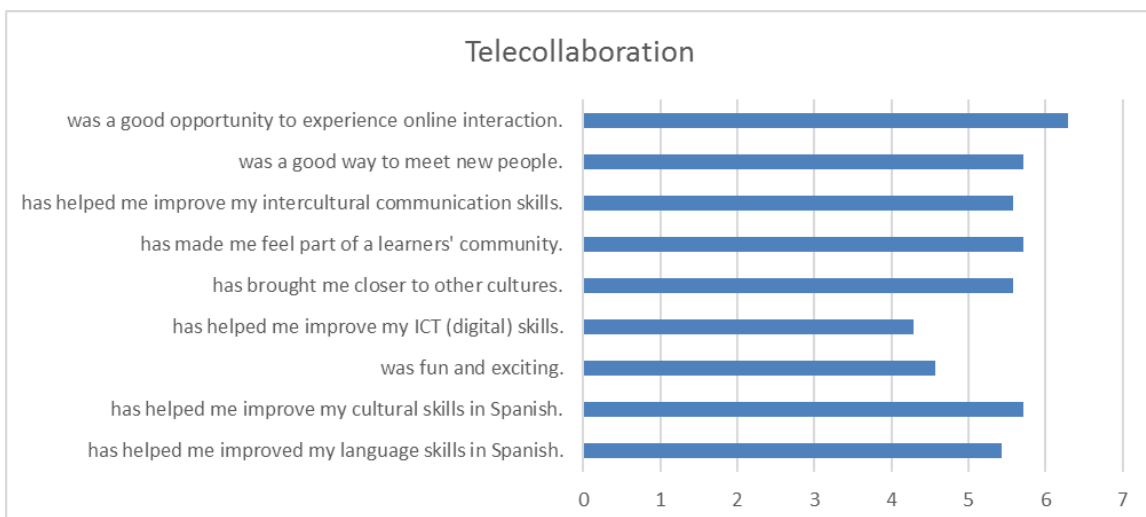 Telecollaboration
was a good opportunity to experience online interaction.
was a good way to meet new people.
has helped me improve my intercultural communication skills.
has made me feel part of a learners' community.
has brought me closer to other cultures.
has helped me improve my ICT (digital) skills.
was fun and exciting.
has helped me improve my cultural skills in Spanish.
has helped me improved my language skills in Spanish.
0 1 2 3 4 5 6 7